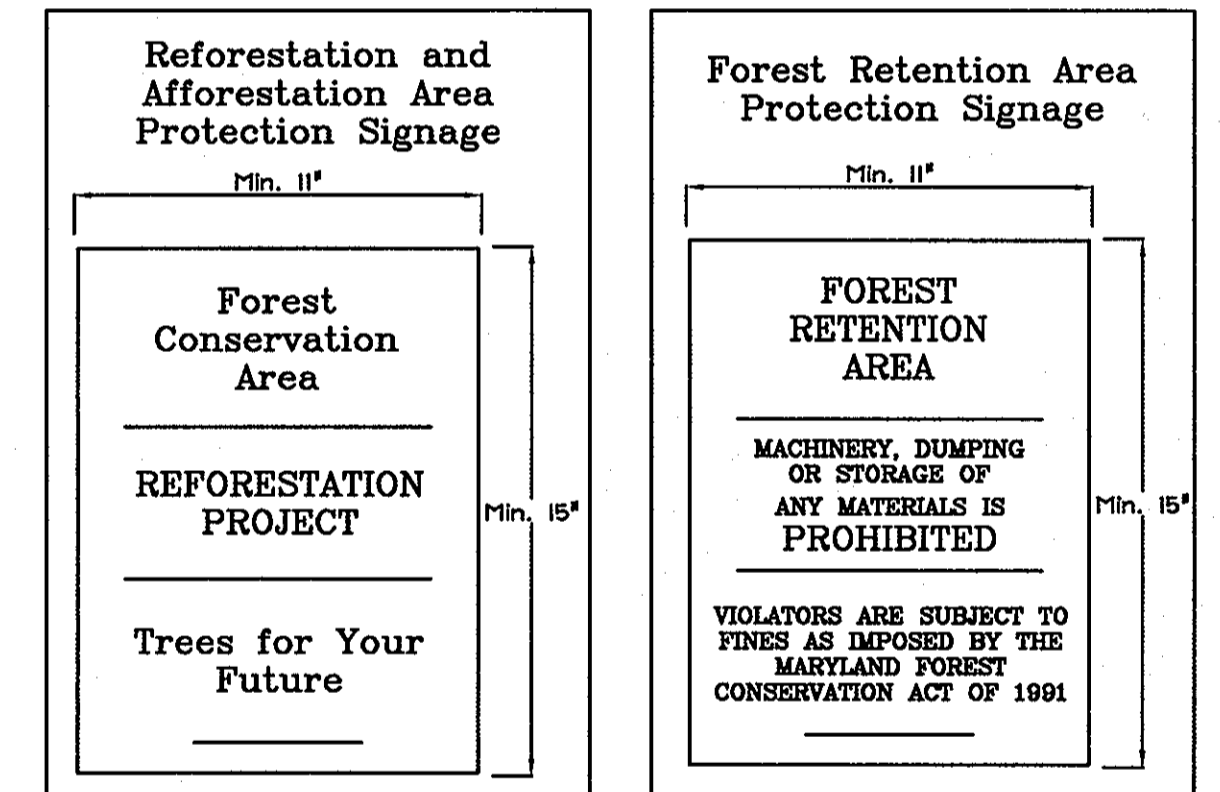 Reforestation and
Afforestation Area
Protection Signage
Min. 11"
Forest
Conservation
Area
REFORESTATION
PROJECT
Trees for Your
Future
Min. 15"
Forest Retention Area
Protection Signage
Min. 11"
FOREST
RETENTION
AREA
MACHINERY, DUMPING
OR STORAGE OF
ANY MATERIALS IS
PROHIBITED
VIOLATORS ARE SUBJECT TO
FINES AS IMPOSED BY THE
MARYLAND FOREST
CONSERVATION ACT OF 1991
Min. 15"